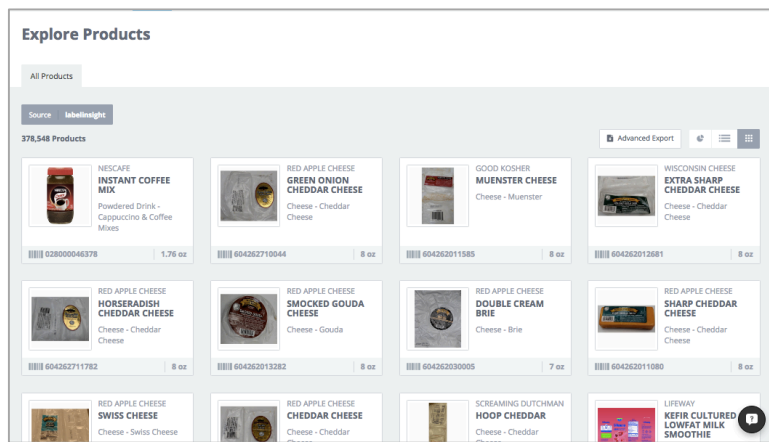 Explore Products
All Products
Source labelinsight
378,548 Products
Advanced Export
NESCAFE
INSTANT COFFEE
MIX
Powdered Drink -
Cappuccino & Coffee
Mixes
028000046378 1.76 oz
RED APPLE CHEESE
GREEN ONION
CHEDDAR CHEESE
Cheese - Cheddar
Cheese
604262710044 8 oz
GOOD KOSHER
MUENSTER CHEESE
Cheese - Muenster
604262011585 8 oz
WISCONSIN CHEESE
EXTRA SHARP
CHEDDAR CHEESE
Cheese - Cheddar
Cheese
604262012681 8 oz
RED APPLE CHEESE
HORSERADISH
CHEDDAR CHEESE
Cheese - Cheddar
Cheese
604262711782 8 oz
RED APPLE CHEESE
SMOCKED GOUDA
CHEESE
Cheese - Gouda
604262013282 8 oz
RED APPLE CHEESE
DOUBLE CREAM
BRIE
Cheese - Brie
604262030005 7 oz
RED APPLE CHEESE
SHARP CHEDDAR
CHEESE
Cheese - Cheddar
Cheese
604262011080 8 oz
RED APPLE CHEESE
SWISS CHEESE
Cheese - Swiss Cheese
RED APPLE CHEESE
CHEDDAR CHEESE
Cheese - Cheddar
Cheese
SCREAMING DUTCHMAN
HOOP CHEDDAR
Cheese - Cheddar
Cheese
LIFEWAY
KEFIR CULTURED
LOWFAT MILK
SMOOTHIE